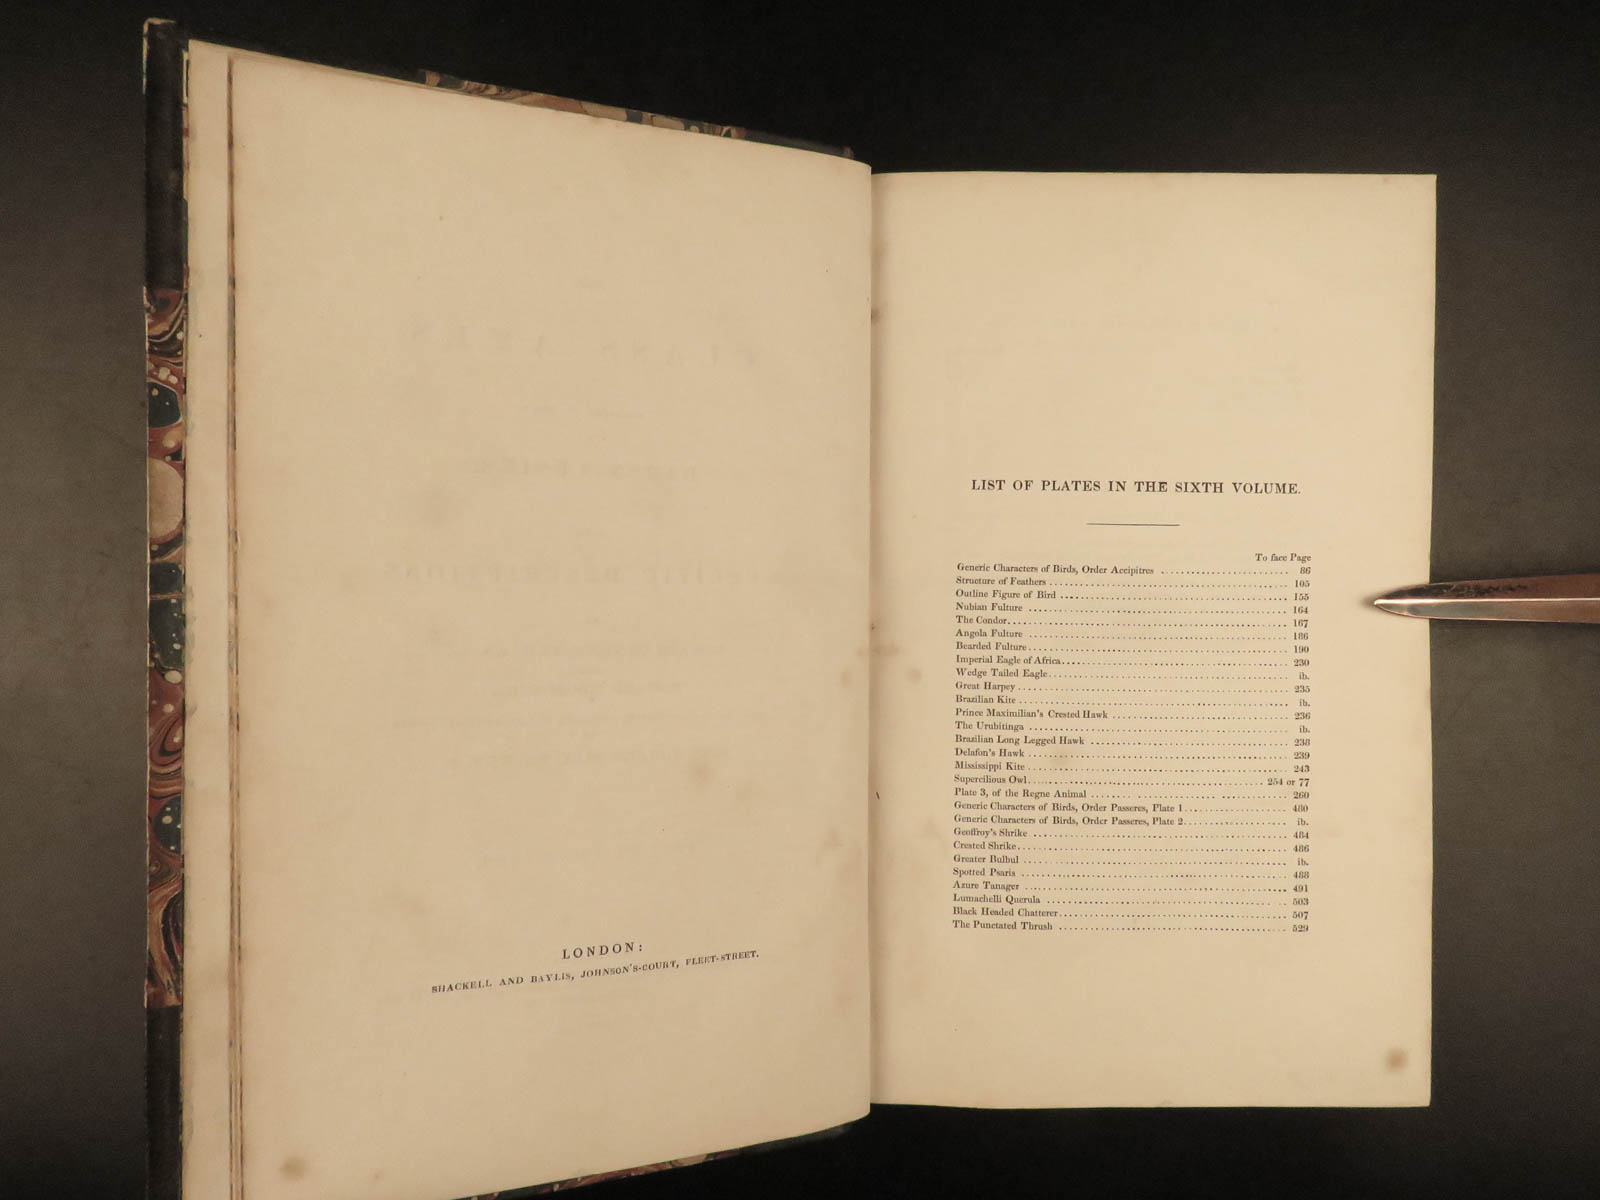 LONDON:
SHACKELL AND BAYLIS, JOHNSON'S-COURT, FLEET-STREET.
LIST OF PLATES IN THE SIXTH VOLUME.
To face Page
Generic Characters of Birds, Order Accipitres ........................ 86
Structure of Feathers ........................ 105
Outline Figure of Bird ........................ 155
Nubian Fulture ........................ 164
The Condor........................ 167
Angola Fulture ........................ 186
Bearded Fulture........................ 190
Imperial Eagle of Africa........................ 230
Wedge Tailed Eagle........................ ib.
Great Harpey ........................ 235
Brazilian Kite ........................ ib.
Prince Maximilian's Crested Hawk ........................ 236
The Urubitinga ........................ ib.
Brazilian Long Legged Hawk ........................ 238
Delafon's Hawk ........................ 239
Mississippi Kite ........................ 243
Supercilious Owl........................ 254 or 77
Plate 3, of the Regne Animal ........................ 260
Generic Characters of Birds, Order Passeres, Plate 1........................ 480
Generic Characters of Birds, Order Passeres, Plate 2........................ ib.
Geoffroy's Shrike ........................ 484
Crested Shrike........................ 486
Greater Bulbul ........................ ib.
Spotted Psaris ........................ 488
Azure Tanager ........................ 491
Lumachelli Querula ........................ 503
Black Headed Chatterer........................ 507
The Punctated Thrush ........................ 529